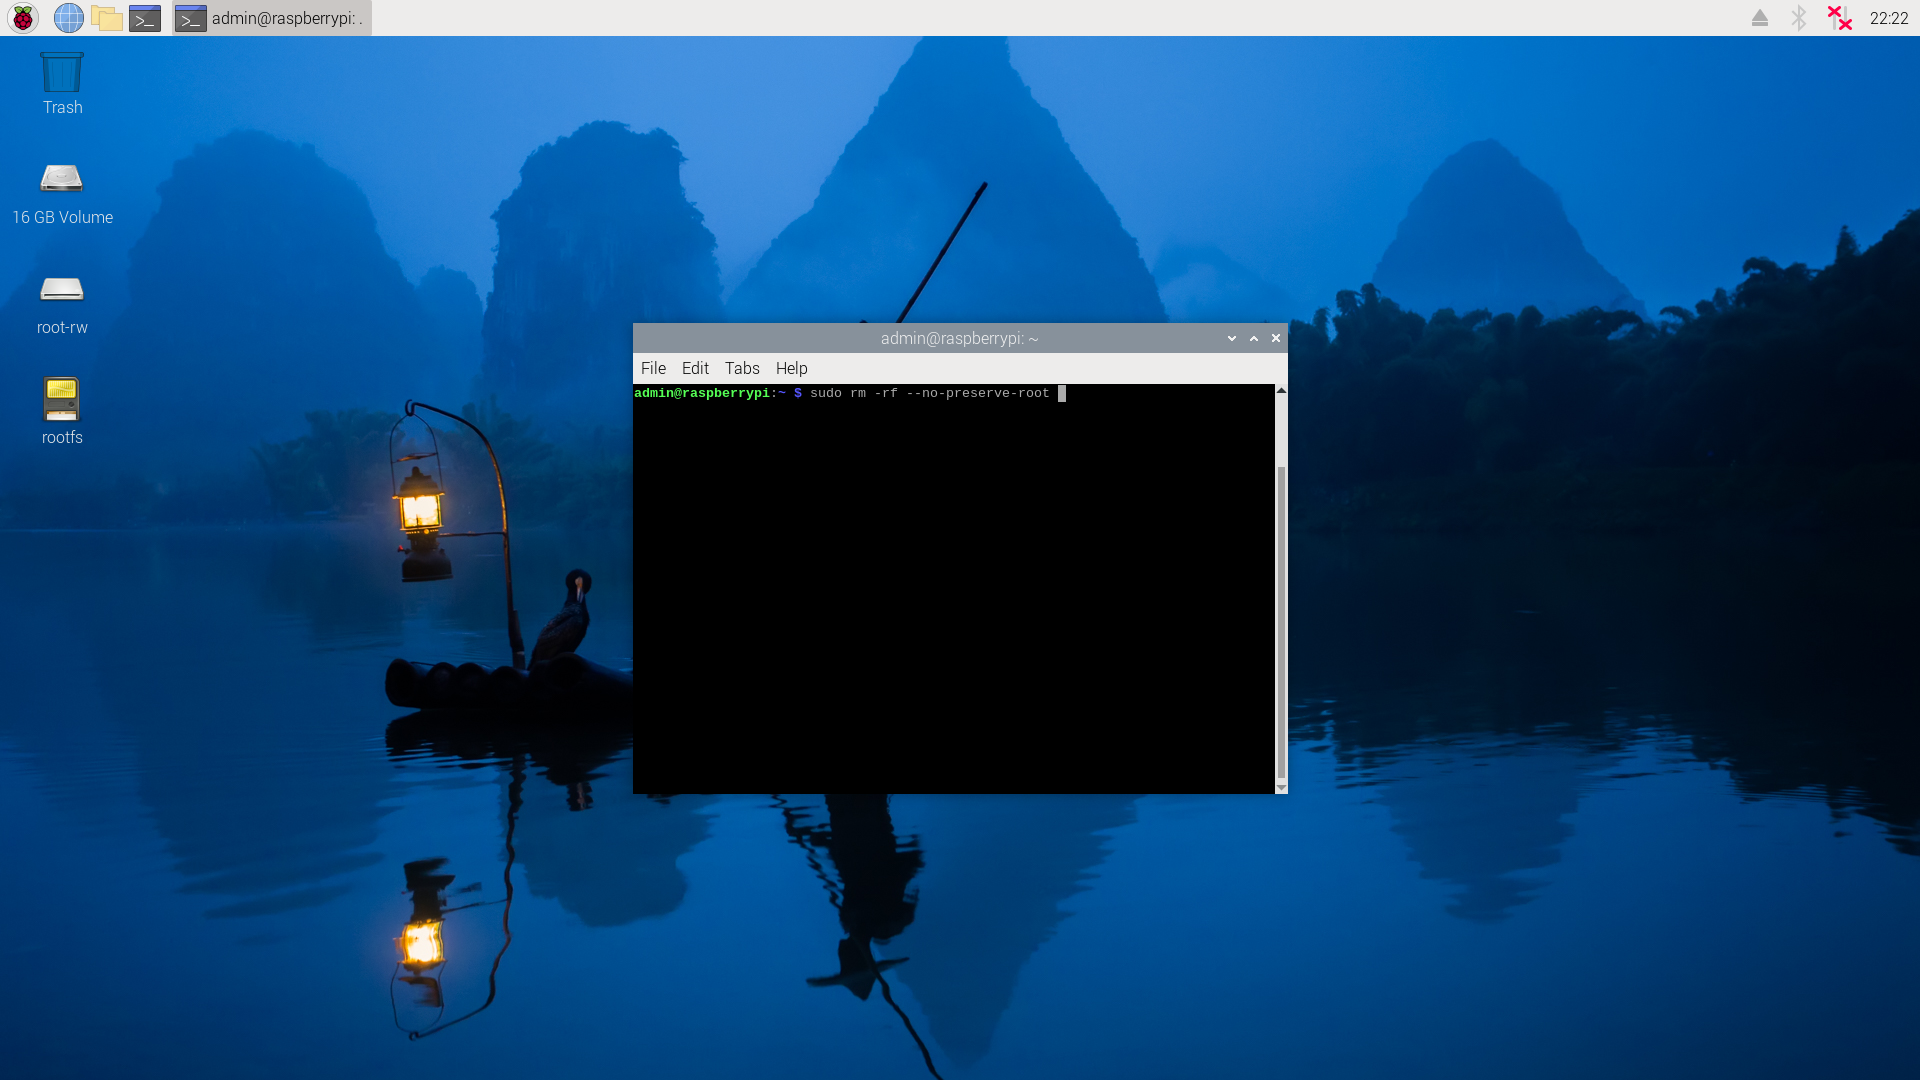 admin@raspberrypi: .
22:22
Trash
16 GB Volume
root-rw
rootfs
admin@raspberrypi: ~
File Edit Tabs Help
admin@raspberrypi:~ $ sudo rm -rf --no-preserve-root